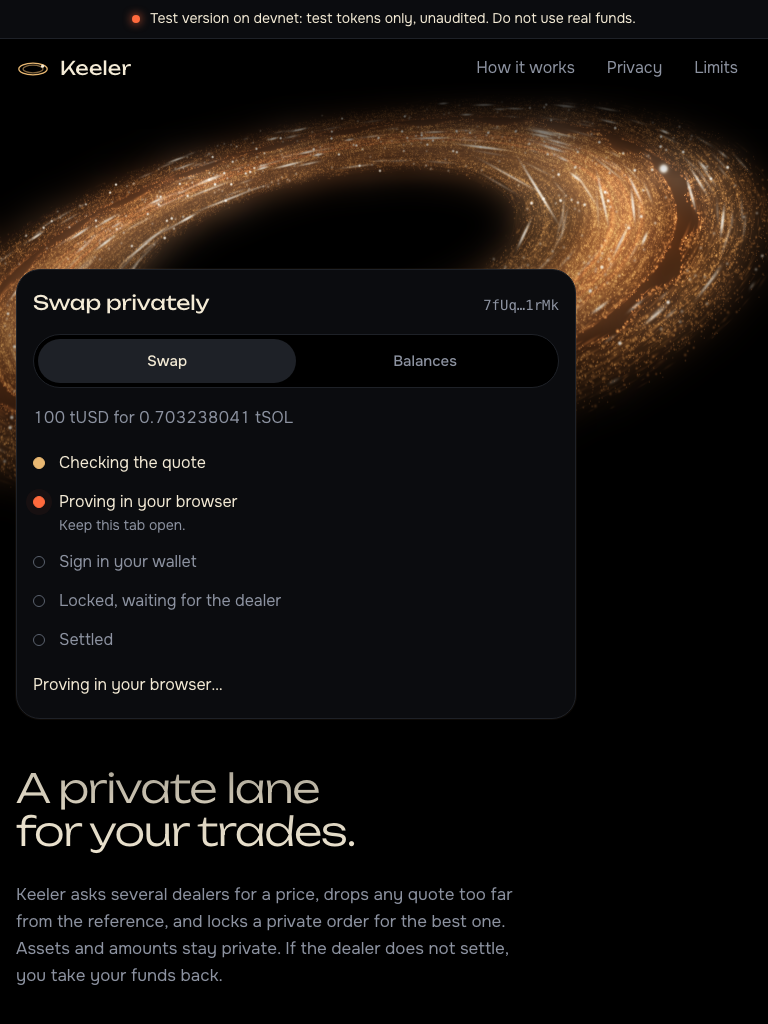 Test version on devnet: test tokens only, unaudited. Do not use real funds.
Keeler
How it works
Privacy
Limits
Swap privately
7fUq…1rMk
Swap
Balances
100 tUSD for 0.703238041 tSOL
Checking the quote
Proving in your browser
Keep this tab open.
Sign in your wallet
Locked, waiting for the dealer
Settled
Proving in your browser…
A private lane
for your trades.
Keeler asks several dealers for a price, drops any quote too far
from the reference, and locks a private order for the best one.
Assets and amounts stay private. If the dealer does not settle,
you take your funds back.